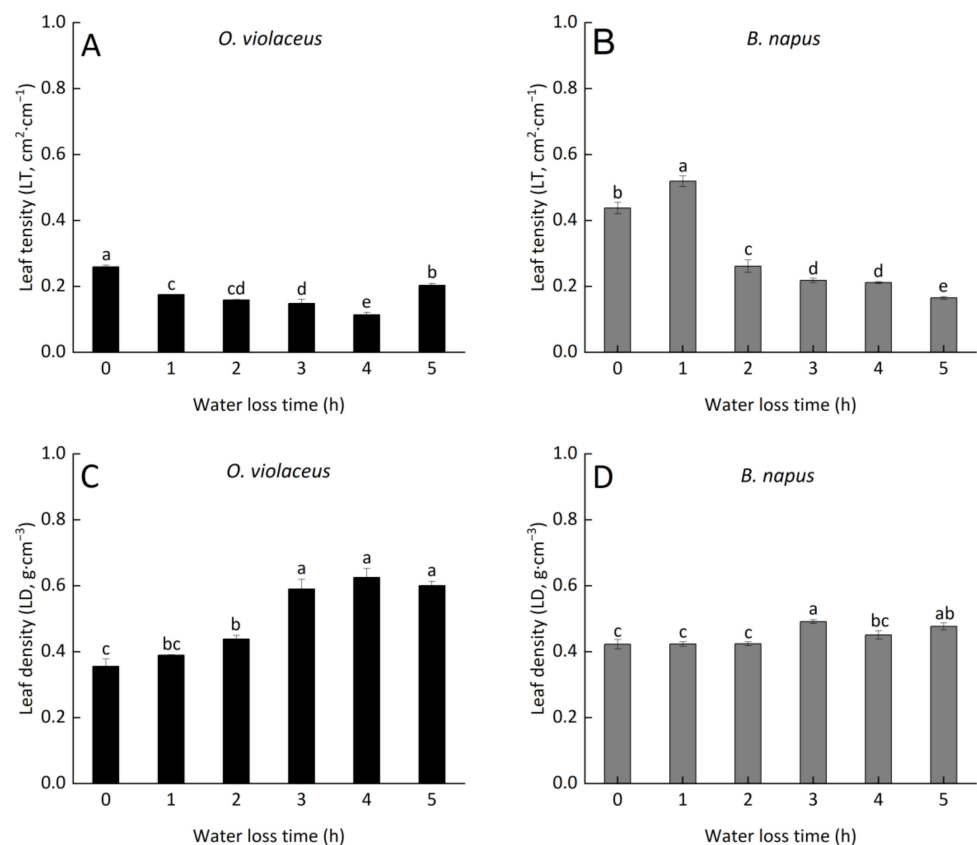 A
O. violaceus
Leaf tensity (LT, cm²·cm⁻¹)
1.0
0.8
0.6
0.4
0.2
0.0
a
c
cd
d
e
b
0 1 2 3 4 5
Water loss time (h)
B
B. napus
Leaf tensity (LT, cm²·cm⁻¹)
1.0
0.8
0.6
0.4
0.2
0.0
b
a
c
d
d
e
0 1 2 3 4 5
Water loss time (h)
C
O. violaceus
Leaf density (LD, g·cm⁻³)
1.0
0.8
0.6
0.4
0.2
0.0
c
bc
b
a
a
a
0 1 2 3 4 5
Water loss time (h)
D
B. napus
Leaf density (LD, g·cm⁻³)
1.0
0.8
0.6
0.4
0.2
0.0
c
c
c
a
bc
ab
0 1 2 3 4 5
Water loss time (h)